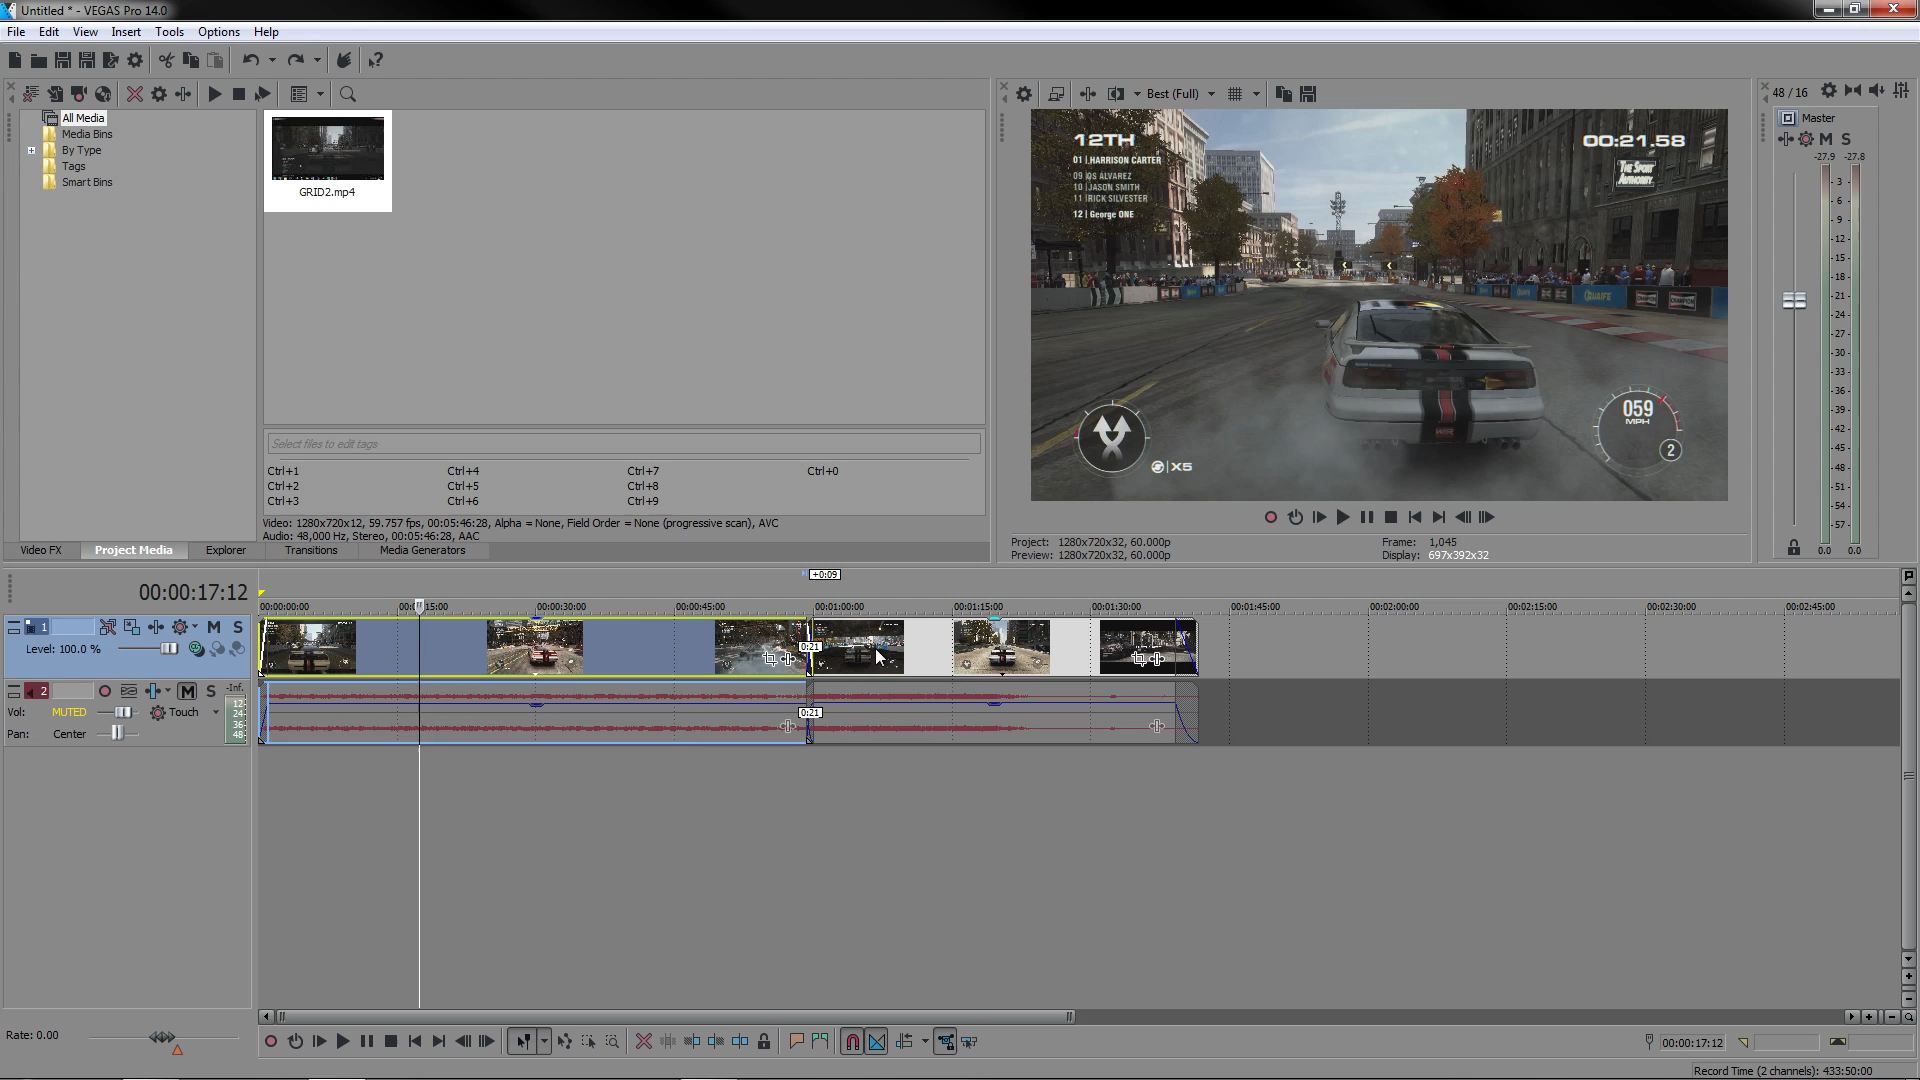 Untitled * - VEGAS Pro 14.0
File Edit View Insert Tools Options Help
Best (Full)
48 / 16
All Media
Media Bins
By Type
Tags
Smart Bins
GRID2.mp4
Select files to edit tags
Ctrl+1 Ctrl+4 Ctrl+7 Ctrl+0
Ctrl+2 Ctrl+5 Ctrl+8
Ctrl+3 Ctrl+6 Ctrl+9
Video: 1280x720x12, 59.757 fps, 00:05:46:28, Alpha = None, Field Order = None (progressive scan), AVC
Audio: 48,000 Hz, Stereo, 00:05:46:28, AAC
Video FX Project Media Explorer Transitions Media Generators
12TH
01 | HARRISON CARTER
09 |QS ALVAREZ
10 |JASON SMITH
11 |RICK SILVESTER
12 | George ONE
00:21.58
THE SPORT
AUTHORITY
QUAIFE
CHAMPION
CHAMPION
059
MPH
2
X5
Project: 1280x720x32, 60.000p
Preview: 1280x720x32, 60.000p
Frame: 1,045
Display: 697x392x32
Master
M S
-27.9 -27.8
3
6
9
12
15
18
21
24
27
30
33
36
39
42
45
48
51
54
57
0.0 0.0
+0:09
00:00:17:12
00:00:00:00 00:00:15:00 00:00:30:00 00:00:45:00 00:01:00:00 00:01:15:00 00:01:30:00 00:01:45:00 00:02:00:00 00:02:15:00 00:02:30:00 00:02:45:00
1 M S
Level: 100.0 %
0:21
2 M S
-Inf.
Vol: MUTED Touch
12
24
36
48
0:21
Pan: Center
Rate: 0.00
00:00:17:12
Record Time (2 channels): 433:50:00